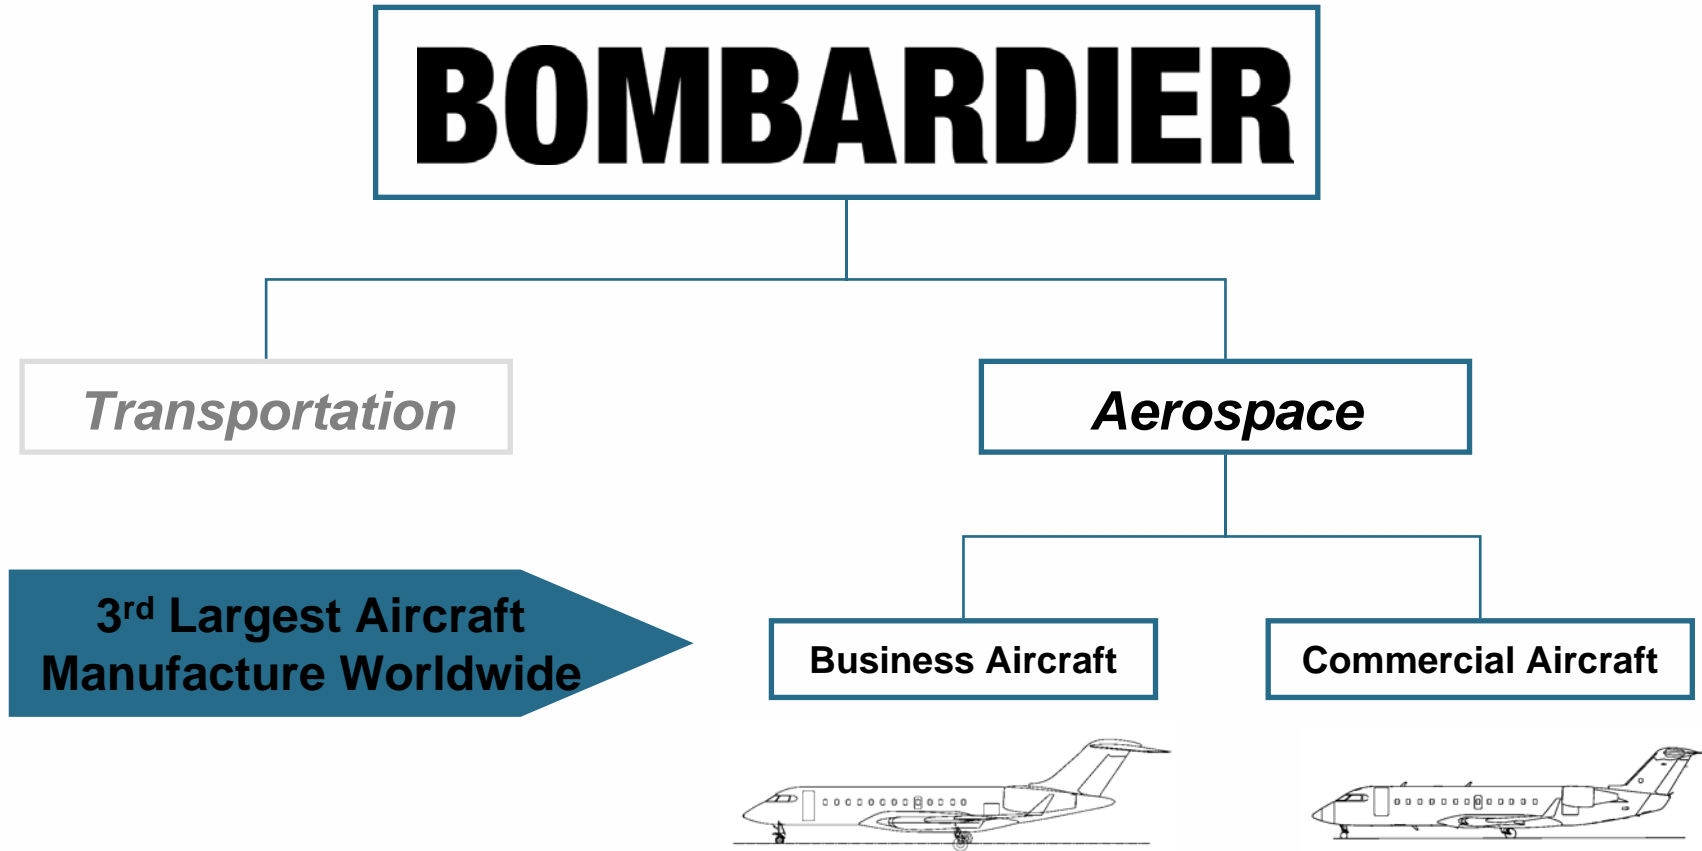 BOMBARDIER
Transportation
Aerospace
3rd Largest Aircraft
Manufacture Worldwide
Business Aircraft
Commercial Aircraft